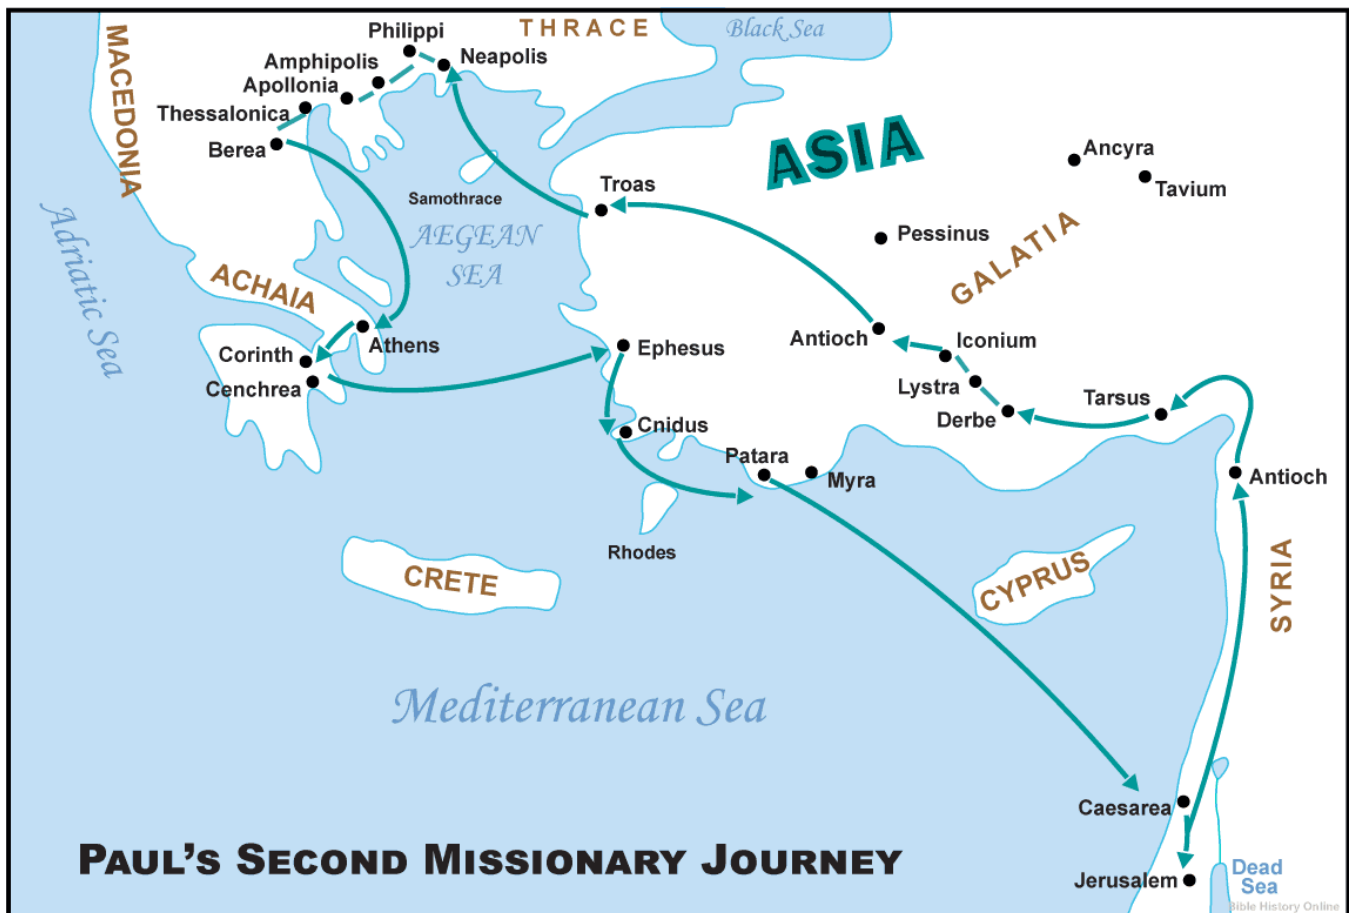 THRACE
Black Sea
MACEDONIA
Philippi
Neapolis
Amphipolis
Apollonia
Thessalonica
Berea
ASIA
Ancyra
Tavium
Troas
Samothrace
AEGEAN
SEA
Adriatic Sea
Pessinus
GALATIA
ACHAIA
Athens
Corinth
Cenchrea
Ephesus
Antioch
Iconium
Lystra
Derbe
Tarsus
Cnidus
Patara
Myra
Antioch
Rhodes
CRETE
CYPRUS
SYRIA
Mediterranean Sea
Caesarea
Jerusalem
Dead
Sea
PAUL'S SECOND MISSIONARY JOURNEY
Bible History Online